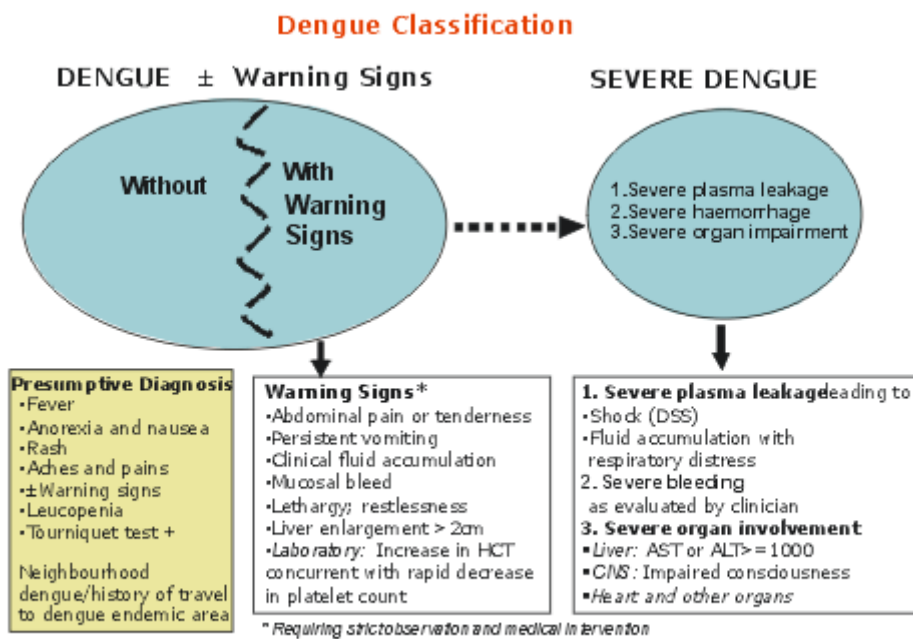 Dengue Classification
DENGUE ± Warning Signs
SEVERE DENGUE
Without
With
Warning
Signs
1.Severe plasma leakage
2.Severe haemorrhage
3.Severe organ impairment
Presumptive Diagnosis
•Fever
•Anorexia and nausea
•Rash
•Aches and pains
•±Warning signs
•Leucopenia
•Tourniquet test +
Neighbourhood
dengue/history of travel
to dengue endemic area
Warning Signs*
•Abdominal pain or tenderness
•Persistent vomiting
•Clinical fluid accumulation
•Mucosal bleed
•Lethargy; restlessness
•Liver enlargement > 2cm
•Laboratory: Increase in HCT
concurrent with rapid decrease
in platelet count
1. Severe plasma leakage leading to
•Shock (DSS)
•Fluid accumulation with
respiratory distress
2. Severe bleeding
as evaluated by clinician
3. Severe organ involvement
▪Liver: AST or ALT>=1000
▪CNS: Impaired consciousness
▪Heart and other organs
* Requiring strict observation and medical intervention